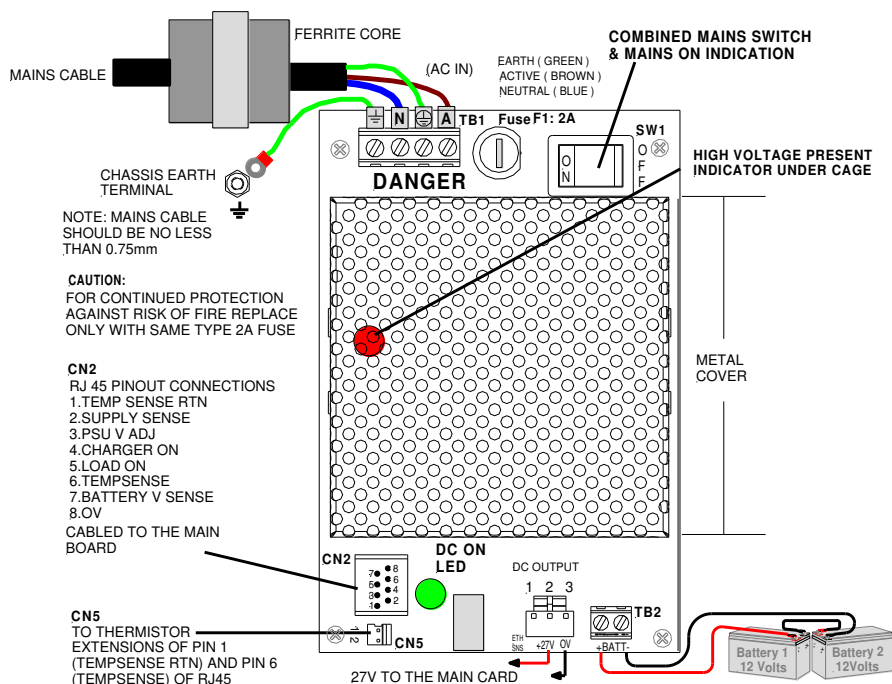 FERRITE CORE
MAINS CABLE
(AC IN)
EARTH ( GREEN )
ACTIVE ( BROWN )
NEUTRAL ( BLUE )
COMBINED MAINS SWITCH
& MAINS ON INDICATION
N A TB1
Fuse F1: 2A
SW1
ON
OFF
DANGER
HIGH VOLTAGE PRESENT
INDICATOR UNDER CAGE
CHASSIS EARTH
TERMINAL
NOTE: MAINS CABLE
SHOULD BE NO LESS
THAN 0.75mm
CAUTION:
FOR CONTINUED PROTECTION
AGAINST RISK OF FIRE REPLACE
ONLY WITH SAME TYPE 2A FUSE
METAL
COVER
CN2
RJ 45 PINOUT CONNECTIONS
1.TEMP SENSE RTN
2.SUPPLY SENSE
3.PSU V ADJ
4.CHARGER ON
5.LOAD ON
6.TEMPSENSE
7.BATTERY V SENSE
8.OV
CABLED TO THE MAIN
BOARD
CN2
7 8
5 6
3 4
1 2
DC ON
LED
DC OUTPUT
1 2 3
TB2
ETH
SNS
+27V OV
+BATT-
CN5
TO THERMISTOR
EXTENSIONS OF PIN 1
(TEMPSENSE RTN) AND PIN 6
(TEMPSENSE) OF RJ45
1 2
CN5
27V TO THE MAIN CARD
Battery 1
12 Volts
Battery 2
12Volts